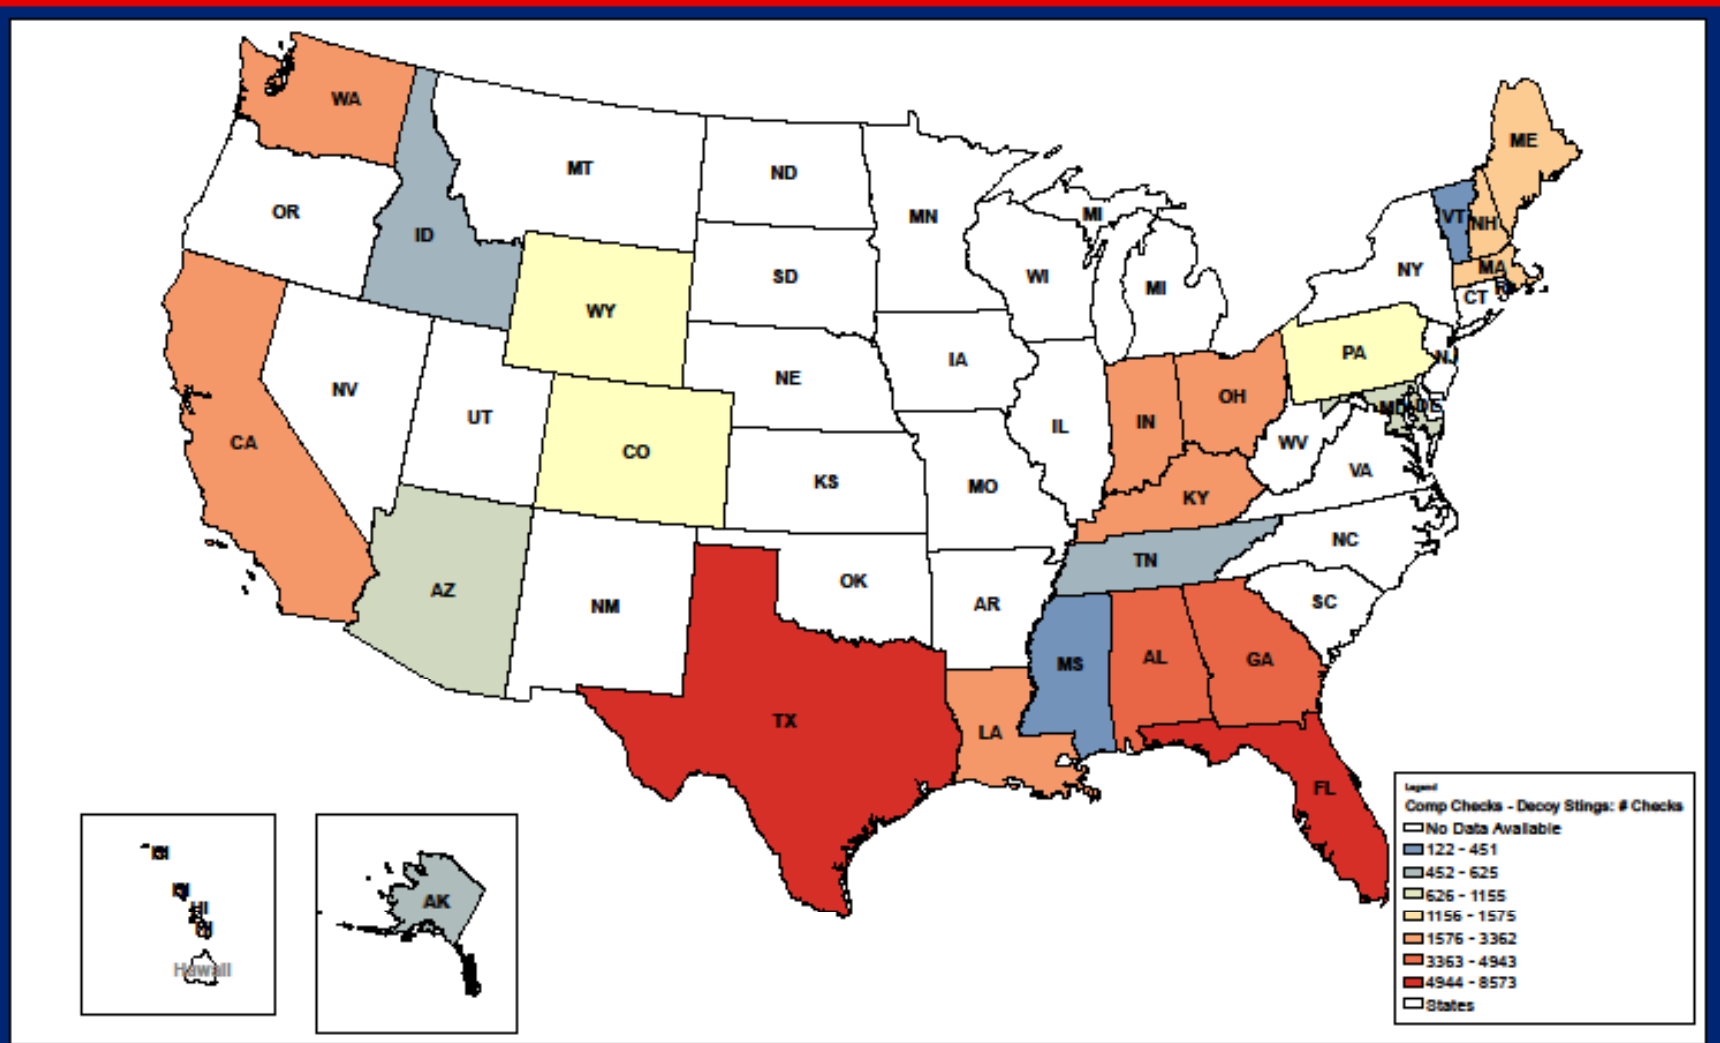 WA
ME
MT
ND
OR
MN
MI
VT
NH
ID
SD
WI
MI
NY
MA
CT
WY
IA
PA
NJ
NV
NE
UT
OH
IN
IL
MD
DE
CA
CO
KS
MO
WV
VA
KY
NC
TN
AZ
NM
OK
AR
SC
MS
AL
GA
TX
LA
FL
HI
Hawaii
AK
Legend
Comp Checks - Decoy Stings: # Checks
No Data Available
122 - 451
452 - 625
626 - 1155
1156 - 1575
1576 - 3362
3363 - 4943
4944 - 8573
States